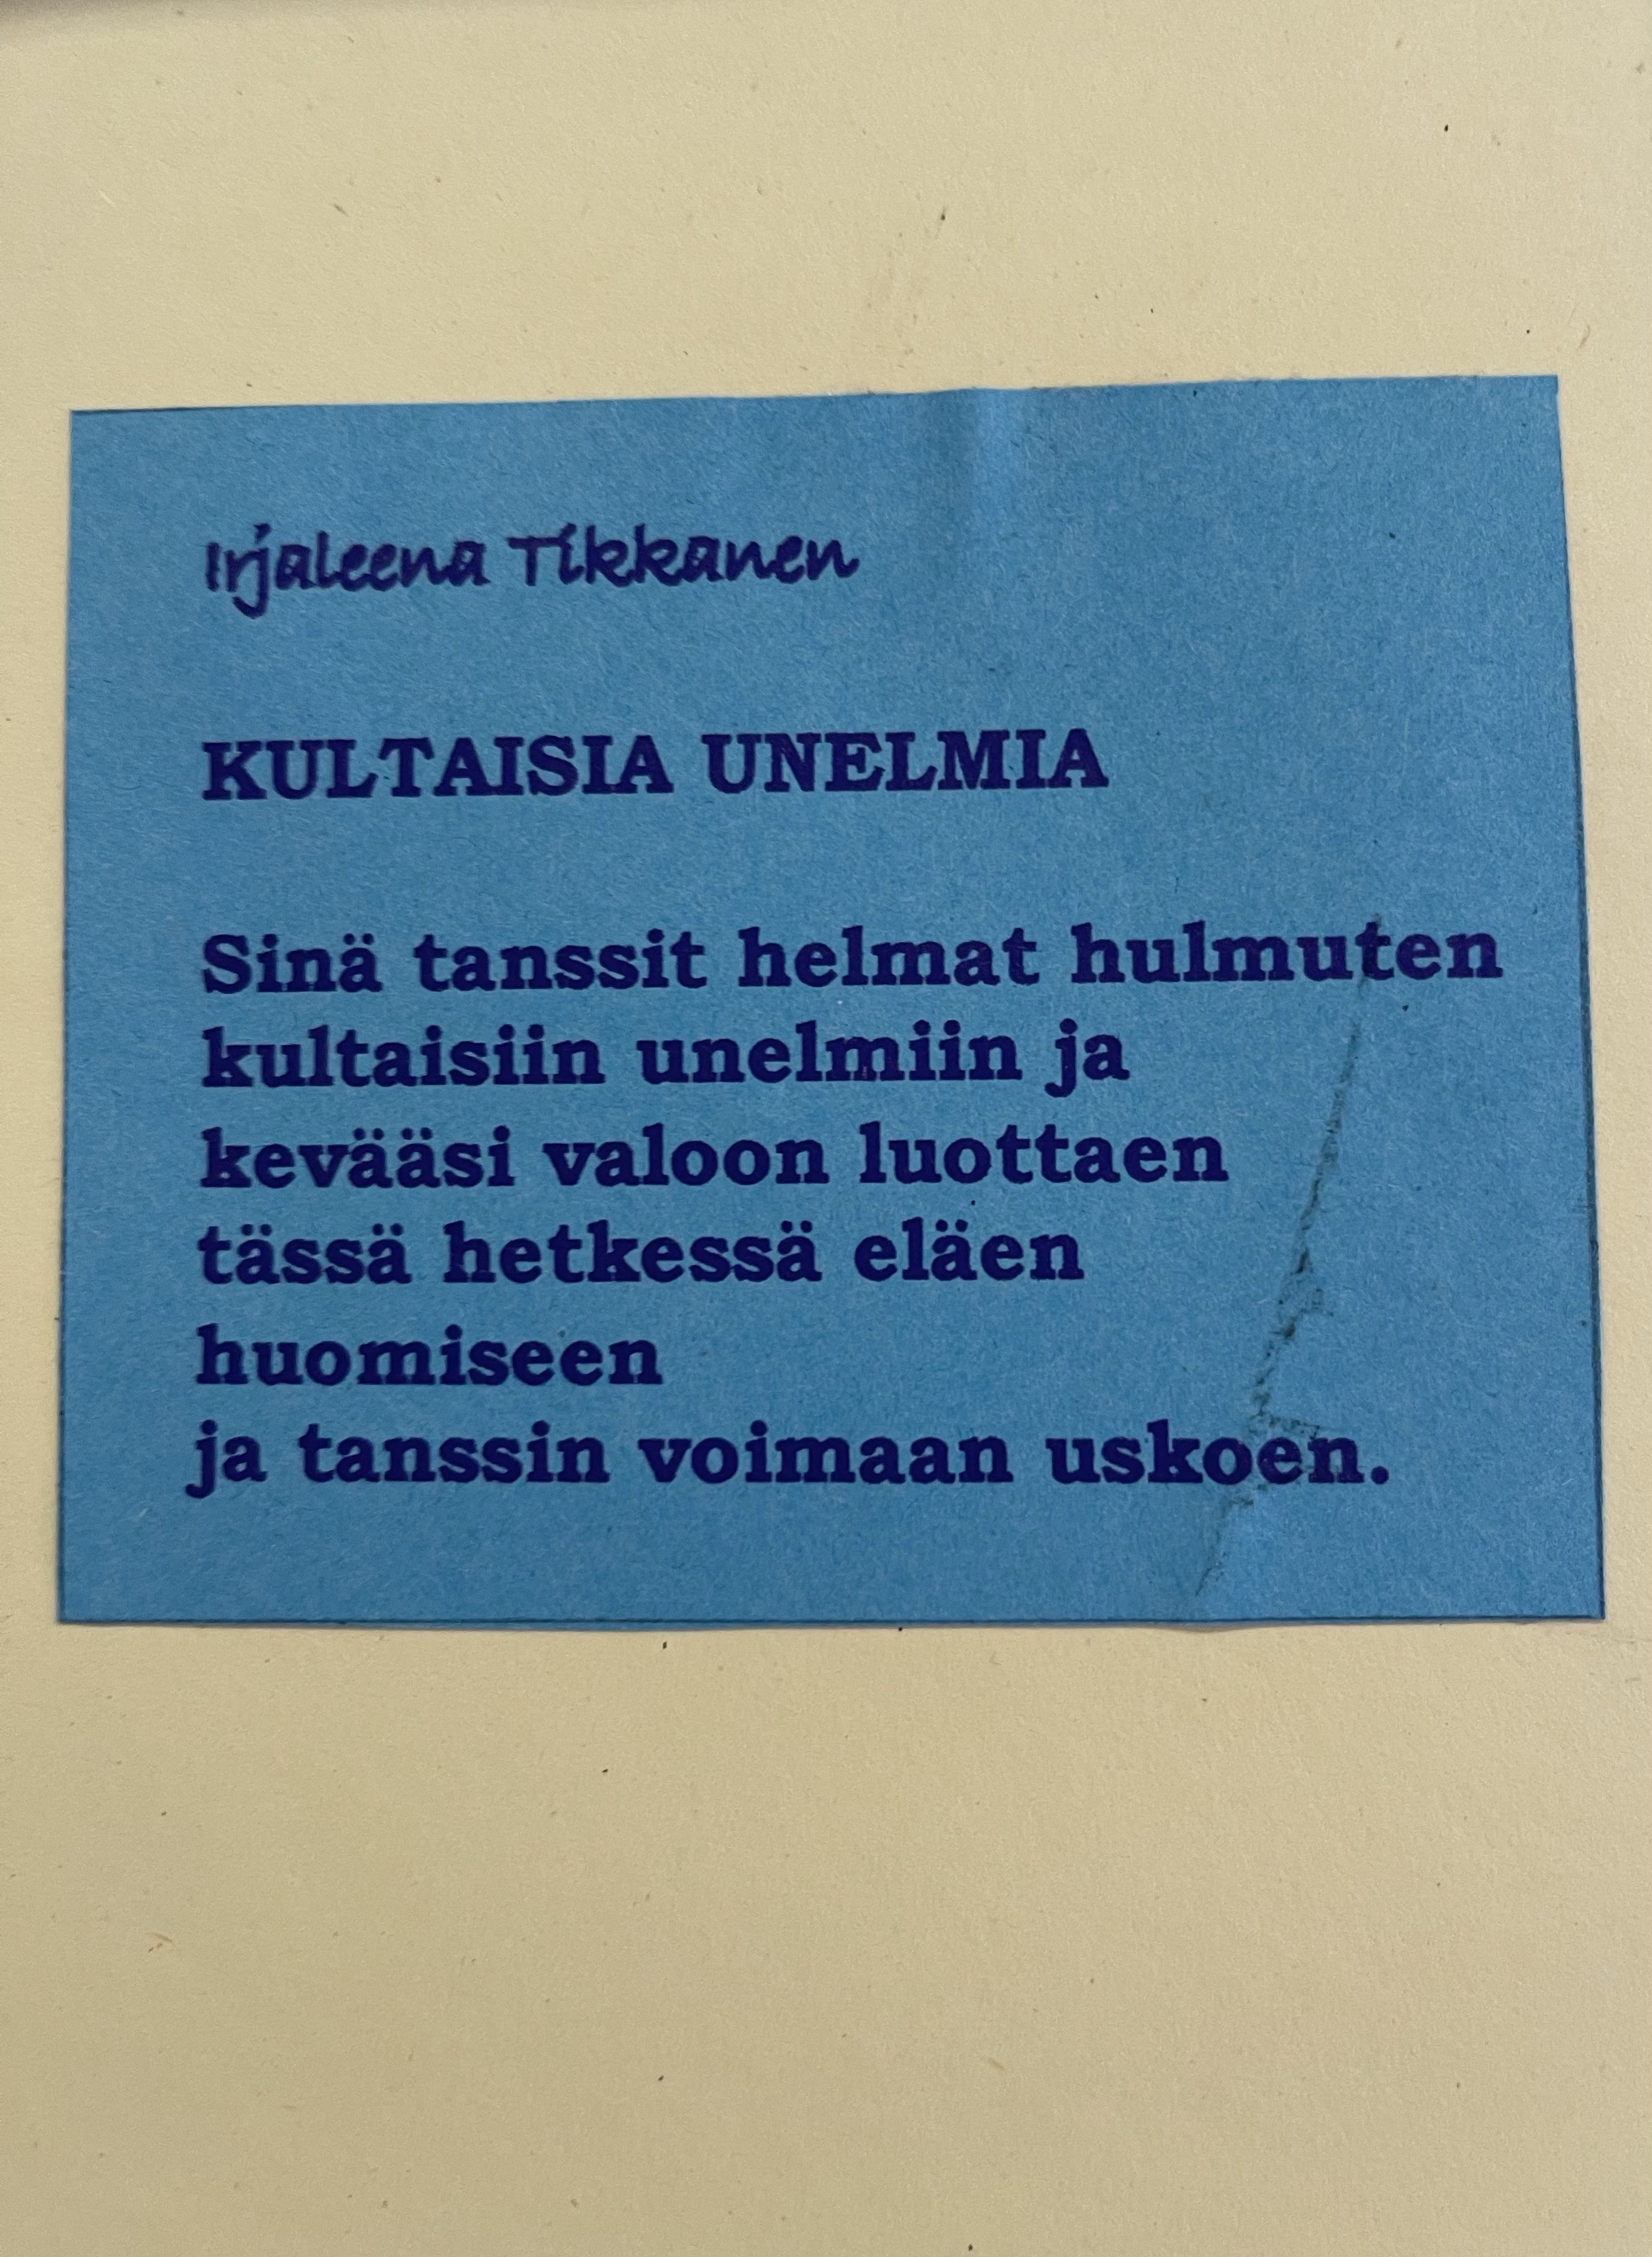 Irjaleena Tikkanen
KULTAISIA UNELMIA
Sinä tanssit helmat hulmuten
kultaisiin unelmiin ja
kevääsi valoon luottaen
tässä hetkessä eläen
huomiseen
ja tanssin voimaan uskoen.